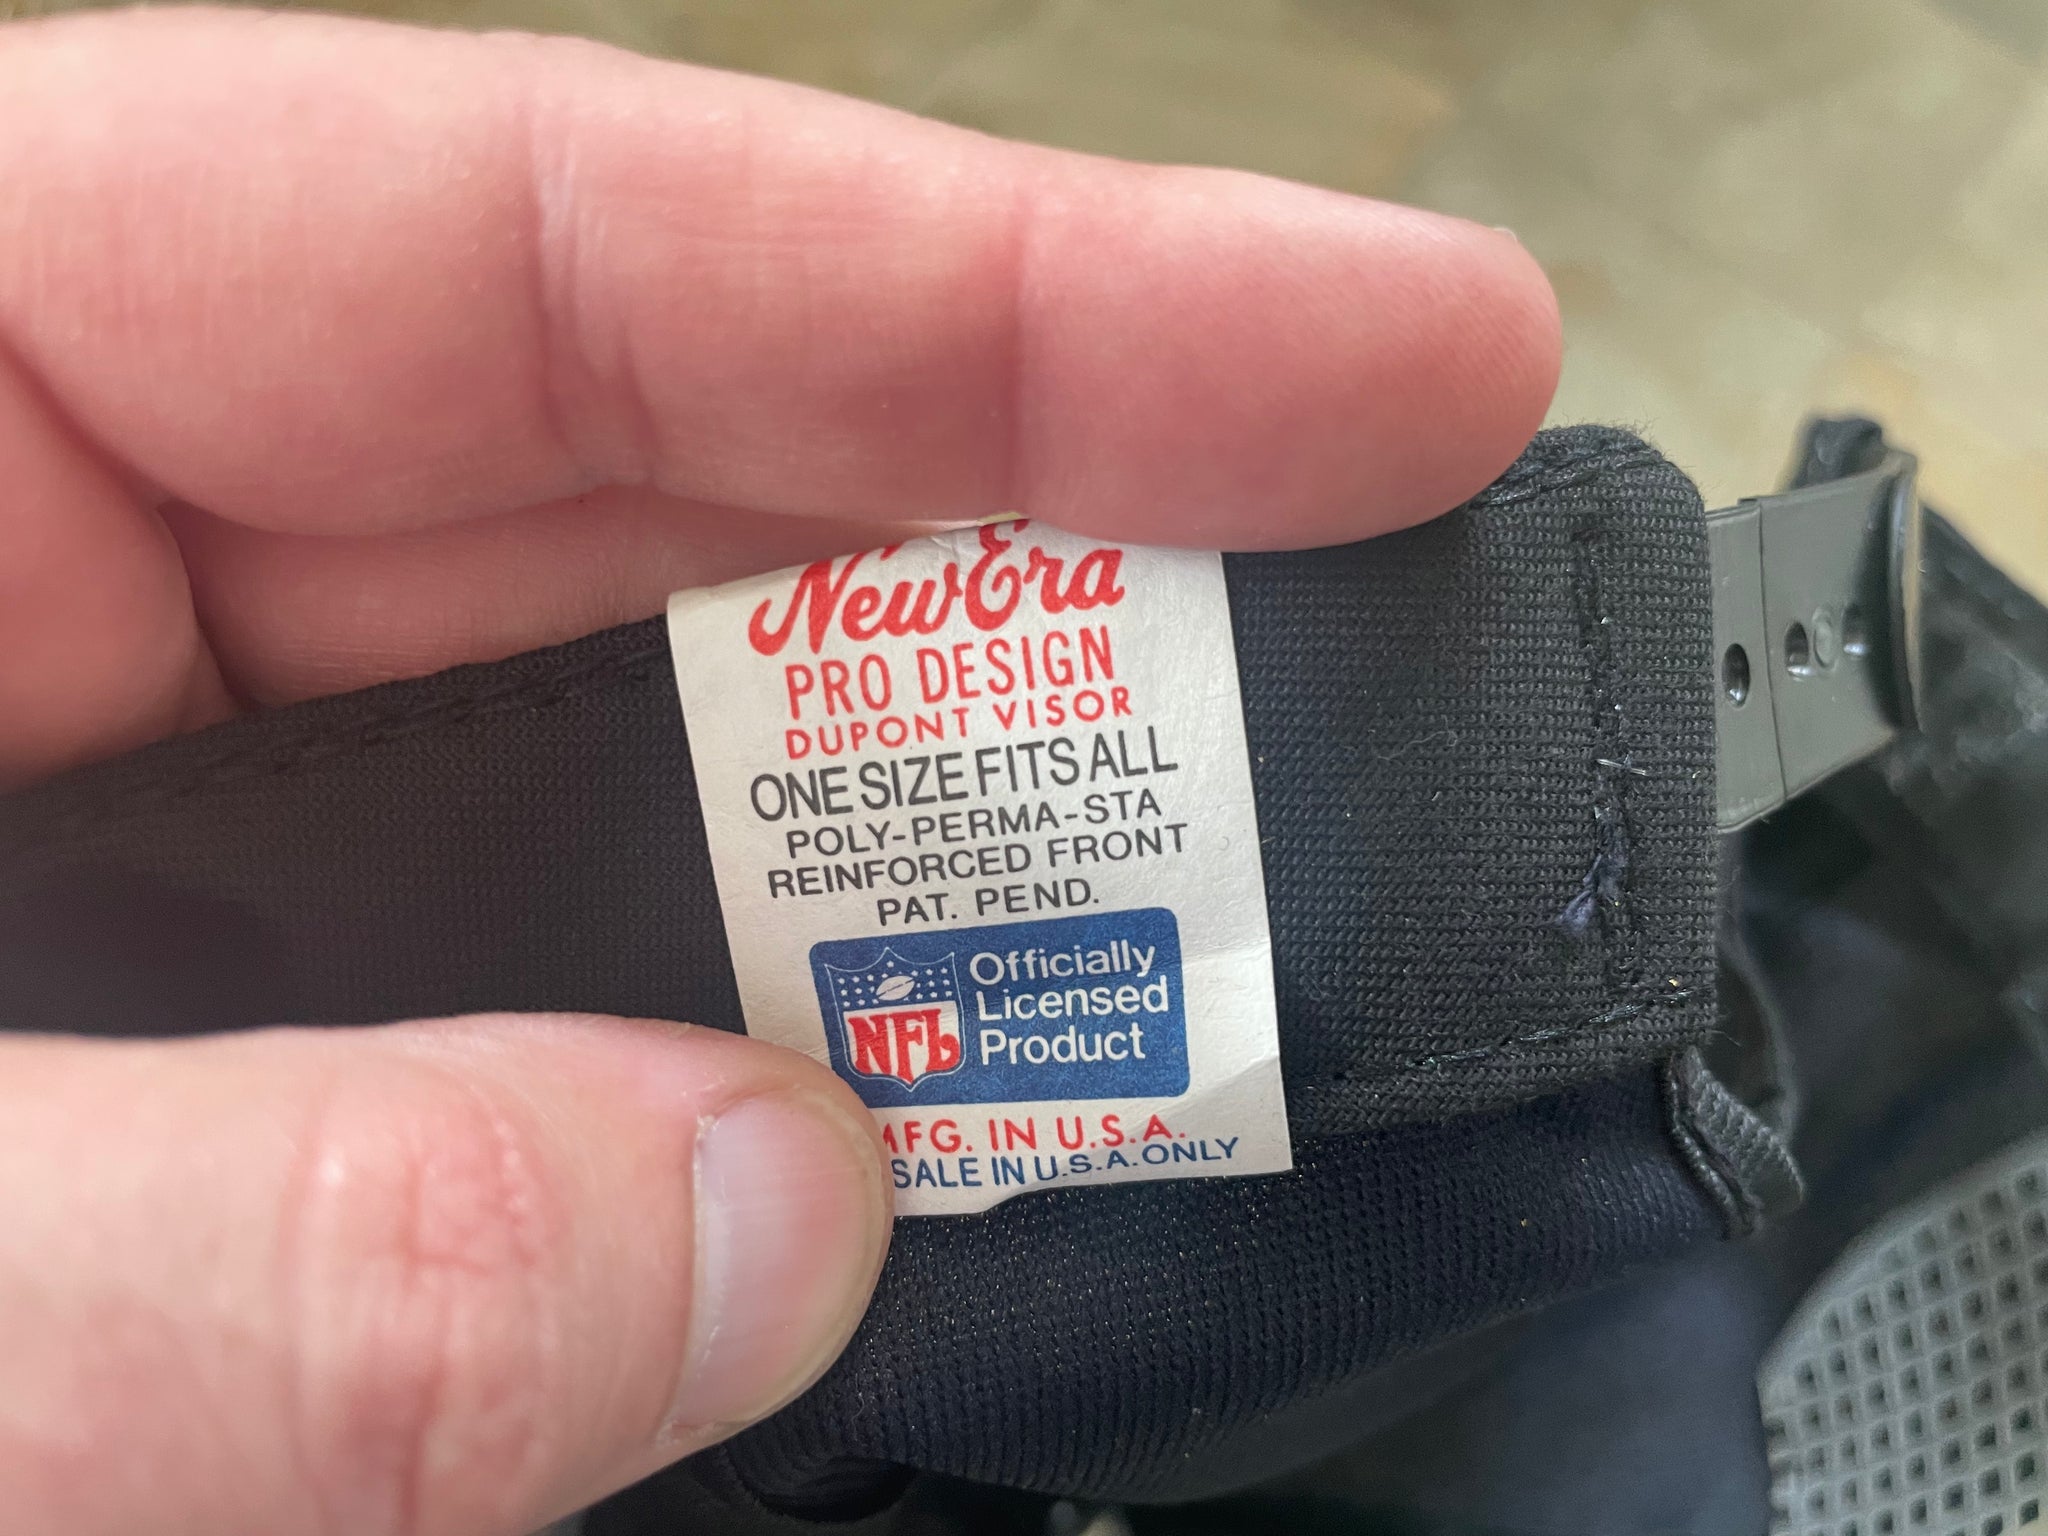 New Era
PRO DESIGN
DUPONT VISOR
ONE SIZE FITS ALL
POLY-PERMA-STA
REINFORCED FRONT
PAT. PEND.
NFL
Officially
Licensed
Product
MFG. IN U.S.A.
SALE IN U.S.A. ONLY